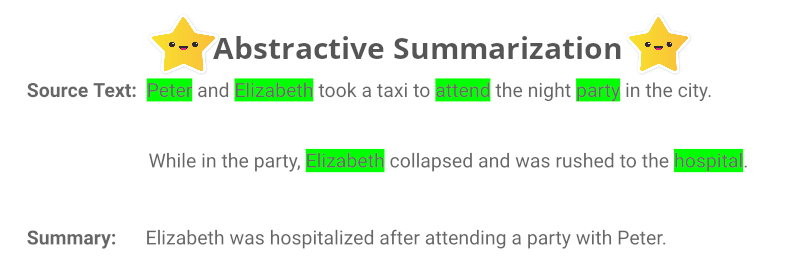 Abstractive Summarization
Source Text: Peter and Elizabeth took a taxi to attend the night party in the city.
While in the party, Elizabeth collapsed and was rushed to the hospital.
Summary: Elizabeth was hospitalized after attending a party with Peter.